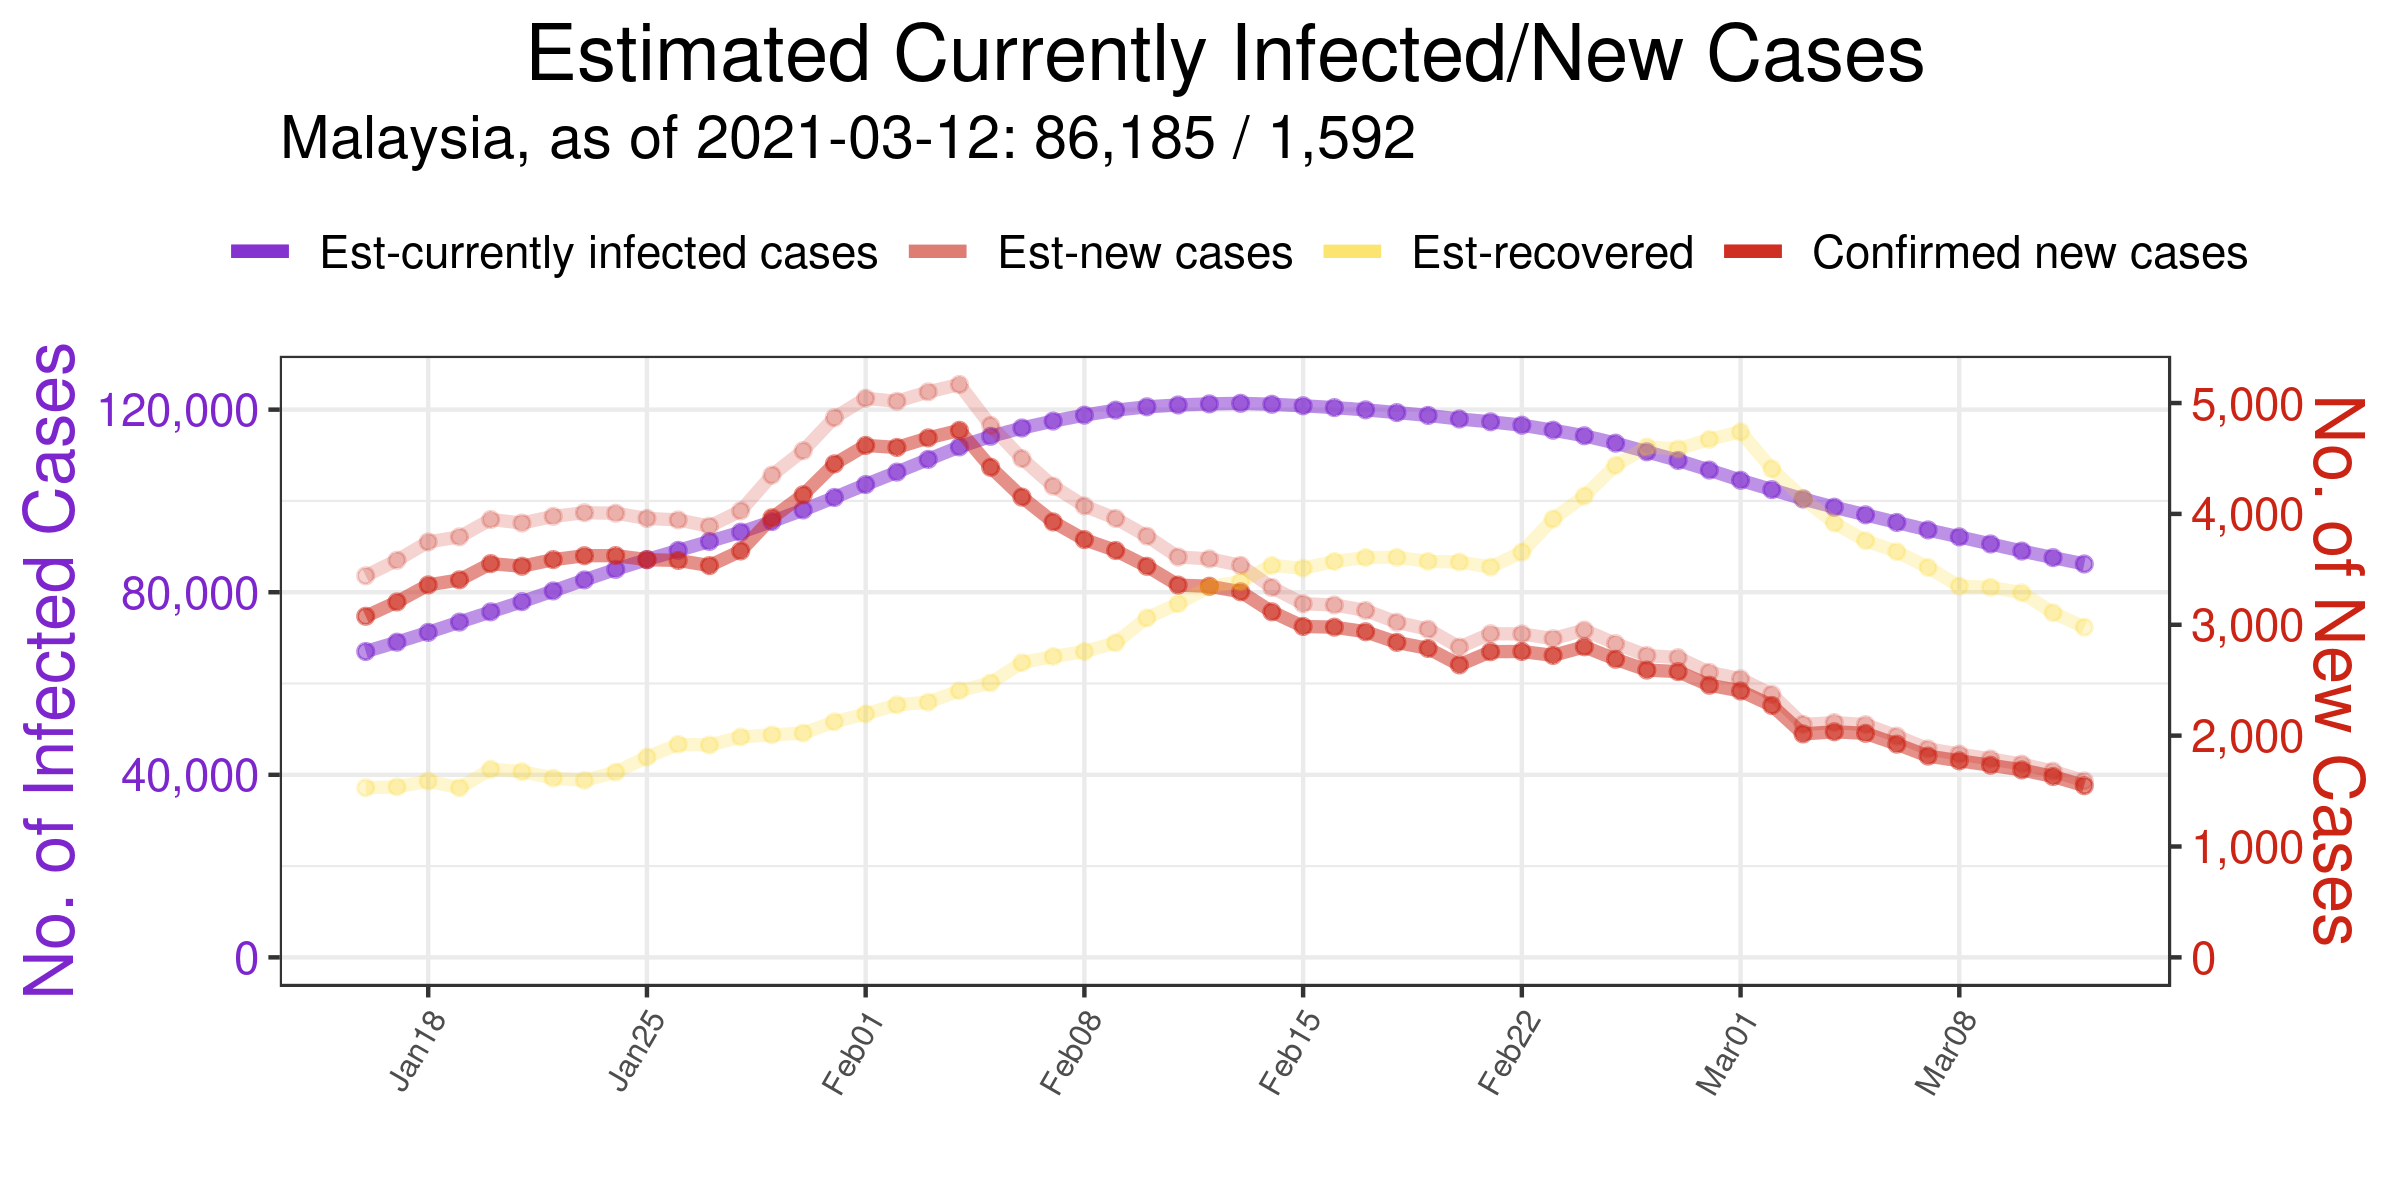 Estimated Currently Infected/New Cases
Malaysia, as of 2021-03-12: 86,185 / 1,592
Est-currently infected cases Est-new cases Est-recovered Confirmed new cases
No. of Infected Cases
120,000
80,000
40,000
0
5,000
4,000
3,000
2,000
1,000
0
No. of New Cases
Jan18 Jan25 Feb01 Feb08 Feb15 Feb22 Mar01 Mar08